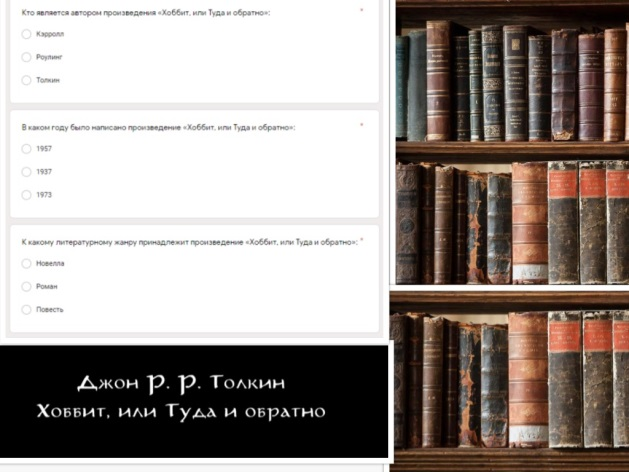 Кто является автором произведения «Хоббит, или Туда и обратно»: *
Кэрролл
Роулинг
Толкин
В каком году было написано произведение «Хоббит, или Туда и обратно»: *
1957
1937
1973
К какому литературному жанру принадлежит произведение «Хоббит, или Туда и обратно»: *
Новелла
Роман
Повесть
Джон Р. Р. Толкин
Хоббит, или Туда и обратно